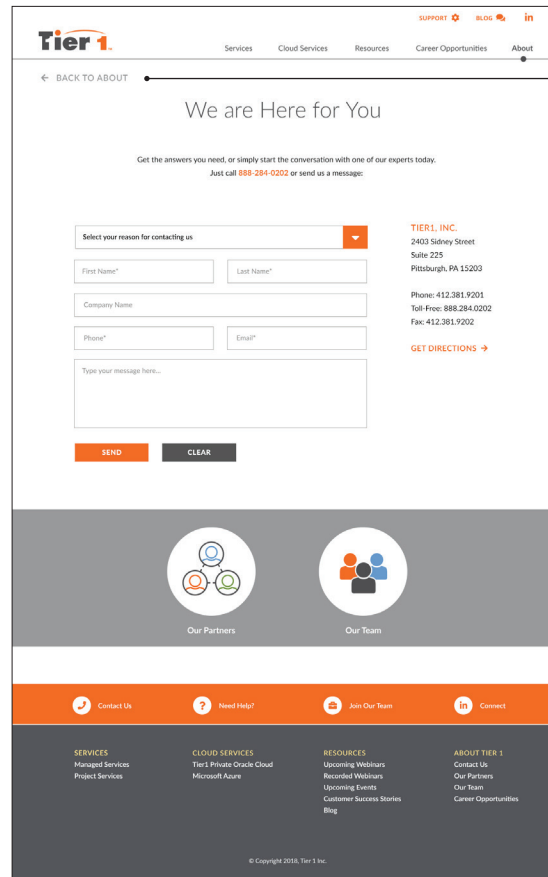 SUPPORT BLOG in
Tier 1
Services Cloud Services Resources Career Opportunities About
← BACK TO ABOUT
We are Here for You
Get the answers you need, or simply start the conversation with one of our experts today.
Just call 888-284-0202 or send us a message:
Select your reason for contacting us
First Name* Last Name*
Company Name
Phone* Email*
Type your message here...
SEND CLEAR
TIER1, INC.
2403 Sidney Street
Suite 225
Pittsburgh, PA 15203
Phone: 412.381.9201
Toll-Free: 888.284.0202
Fax: 412.381.9202
GET DIRECTIONS →
Our Partners Our Team
Contact Us ? Need Help? Join Our Team in Connect
SERVICES
Managed Services
Project Services
CLOUD SERVICES
Tier1 Private Oracle Cloud
Microsoft Azure
RESOURCES
Upcoming Webinars
Recorded Webinars
Upcoming Events
Customer Success Stories
Blog
ABOUT TIER 1
Contact Us
Our Partners
Our Team
Career Opportunities
© Copyright 2018, Tier 1 Inc.